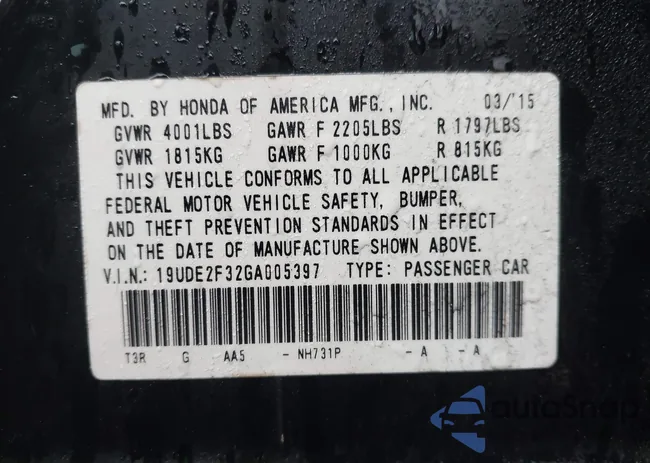 MFD. BY HONDA OF AMERICA MFG., INC. 03/'15
GVWR 4001LBS GAWR F 2205LBS R 1797LBS
GVWR 1815KG GAWR F 1000KG R 815KG
THIS VEHICLE CONFORMS TO ALL APPLICABLE
FEDERAL MOTOR VEHICLE SAFETY, BUMPER,
AND THEFT PREVENTION STANDARDS IN EFFECT
ON THE DATE OF MANUFACTURE SHOWN ABOVE.
V.I.N.: 19UDE2F32GA005397 TYPE: PASSENGER CAR
T3R G AA5 - NH731P - A - A
autoSnap